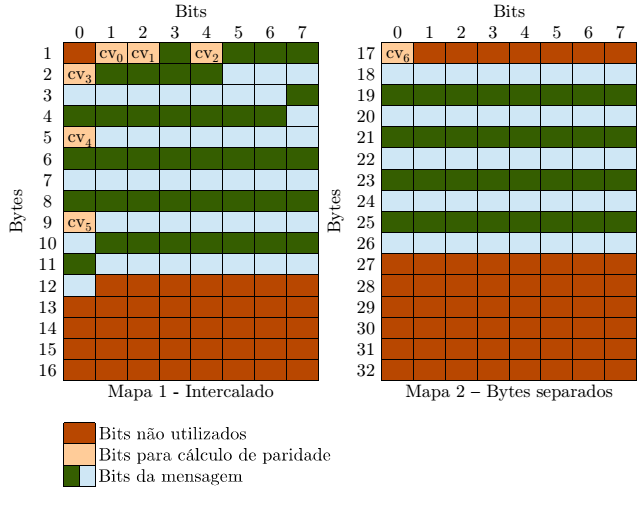 Bits
0 1 2 3 4 5 6 7
Bytes
1 cv0 cv1 cv2
2 cv3
3
4
5 cv4
6
7
8
9 cv5
10
11
12
13
14
15
16
Mapa 1 - Intercalado
Bits
0 1 2 3 4 5 6 7
Bytes
17 cv6
18
19
20
21
22
23
24
25
26
27
28
29
30
31
32
Mapa 2 – Bytes separados
Bits não utilizados
Bits para cálculo de paridade
Bits da mensagem